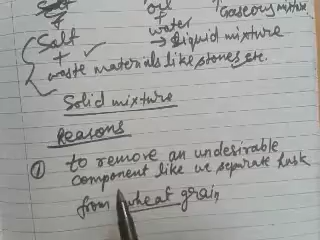 Salt oil Gaseous mixture
+ +
Salt water
+ → Liquid mixture
waste materials like stones etc.
Solid mixture
Reasons
① to remove an undesirable
component like we separate husk
from wheat grain